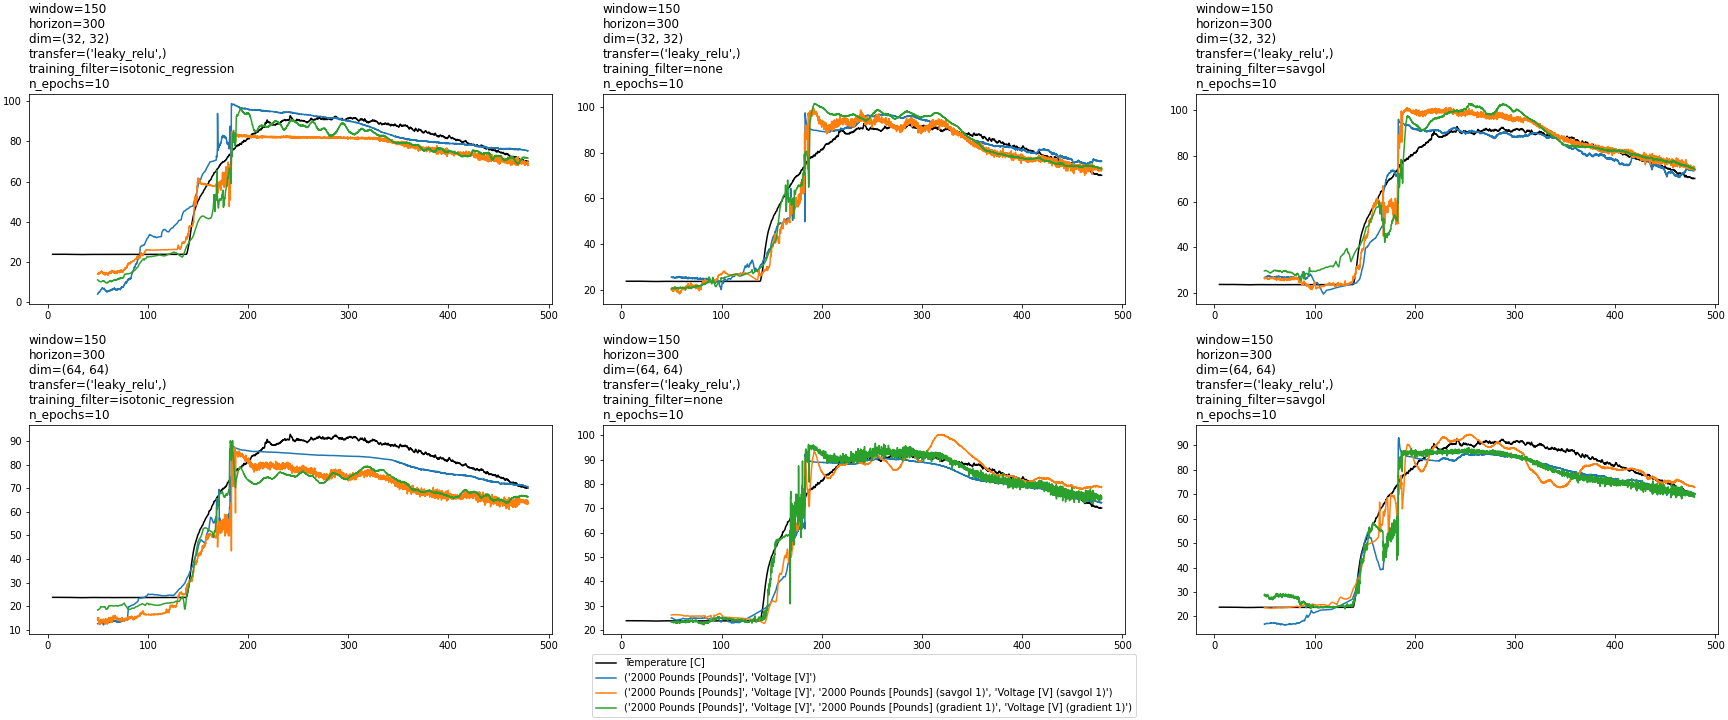 window=150
horizon=300
dim=(32, 32)
transfer=('leaky_relu',)
training_filter=isotonic_regression
n_epochs=10
100
80
60
40
20
0
0 100 200 300 400 500
window=150
horizon=300
dim=(32, 32)
transfer=('leaky_relu',)
training_filter=none
n_epochs=10
100
80
60
40
20
0 100 200 300 400 500
window=150
horizon=300
dim=(32, 32)
transfer=('leaky_relu',)
training_filter=savgol
n_epochs=10
100
80
60
40
20
0 100 200 300 400 500
window=150
horizon=300
dim=(64, 64)
transfer=('leaky_relu',)
training_filter=isotonic_regression
n_epochs=10
90
80
70
60
50
40
30
20
10
0 100 200 300 400 500
window=150
horizon=300
dim=(64, 64)
transfer=('leaky_relu',)
training_filter=none
n_epochs=10
100
90
80
70
60
50
40
30
20
0 100 200 300 400 500
window=150
horizon=300
dim=(64, 64)
transfer=('leaky_relu',)
training_filter=savgol
n_epochs=10
90
80
70
60
50
40
30
20
0 100 200 300 400 500
Temperature [C]
('2000 Pounds [Pounds]', 'Voltage [V]')
('2000 Pounds [Pounds]', 'Voltage [V]', '2000 Pounds [Pounds] (savgol 1)', 'Voltage [V] (savgol 1)')
('2000 Pounds [Pounds]', 'Voltage [V]', '2000 Pounds [Pounds] (gradient 1)', 'Voltage [V] (gradient 1)')